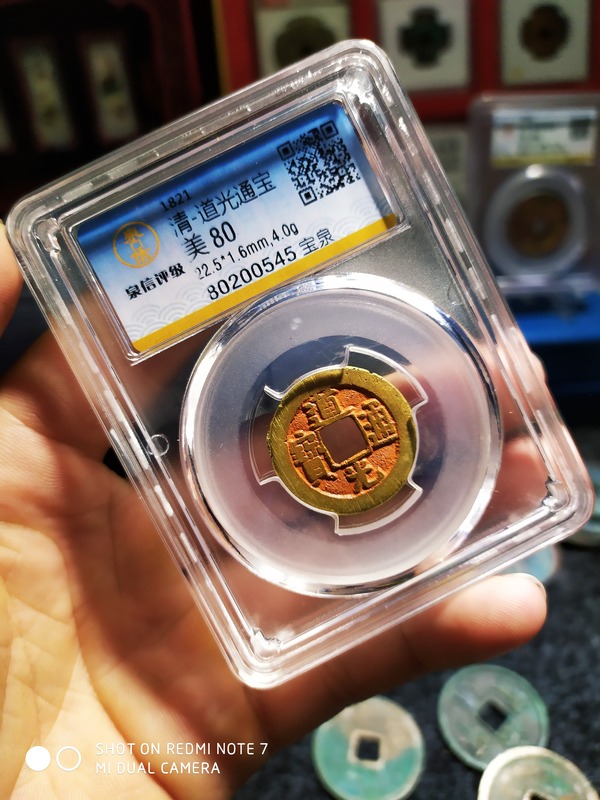 1821
清-道光通宝
美 80
22.5*1.6mm,4.0g
泉信评级
80200545 宝泉
道光通寳
SHOT ON REDMI NOTE 7
MI DUAL CAMERA